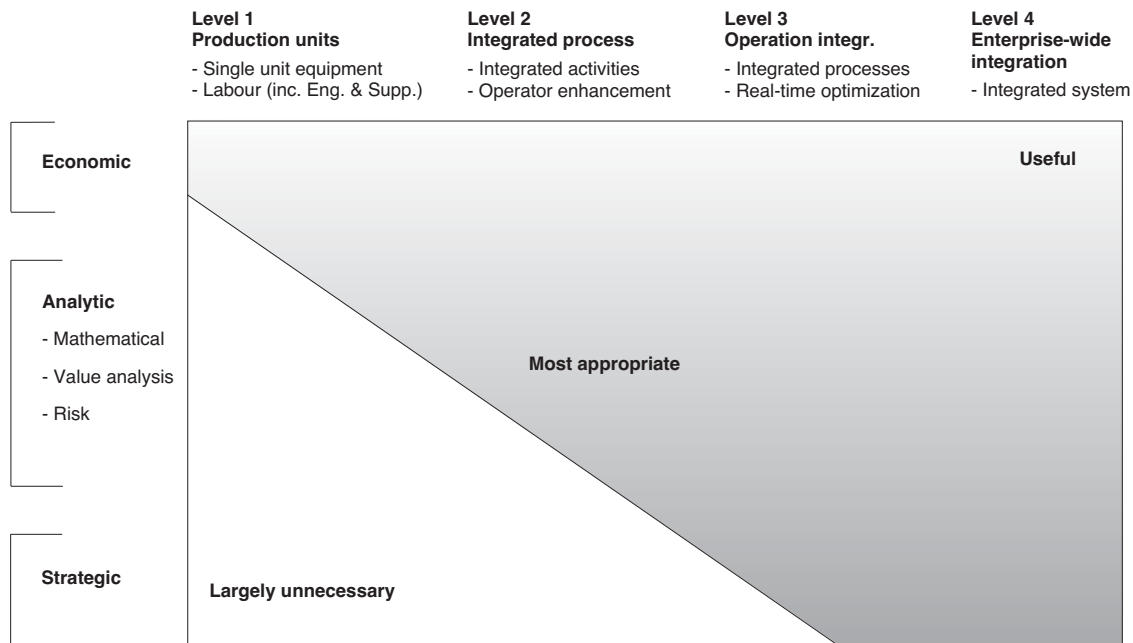 Level 1
Production units
- Single unit equipment
- Labour (inc. Eng. & Supp.)
Level 2
Integrated process
- Integrated activities
- Operator enhancement
Level 3
Operation integr.
- Integrated processes
- Real-time optimization
Level 4
Enterprise-wide
integration
- Integrated system
Economic
Useful
Analytic
- Mathematical
- Value analysis
- Risk
Most appropriate
Strategic
Largely unnecessary